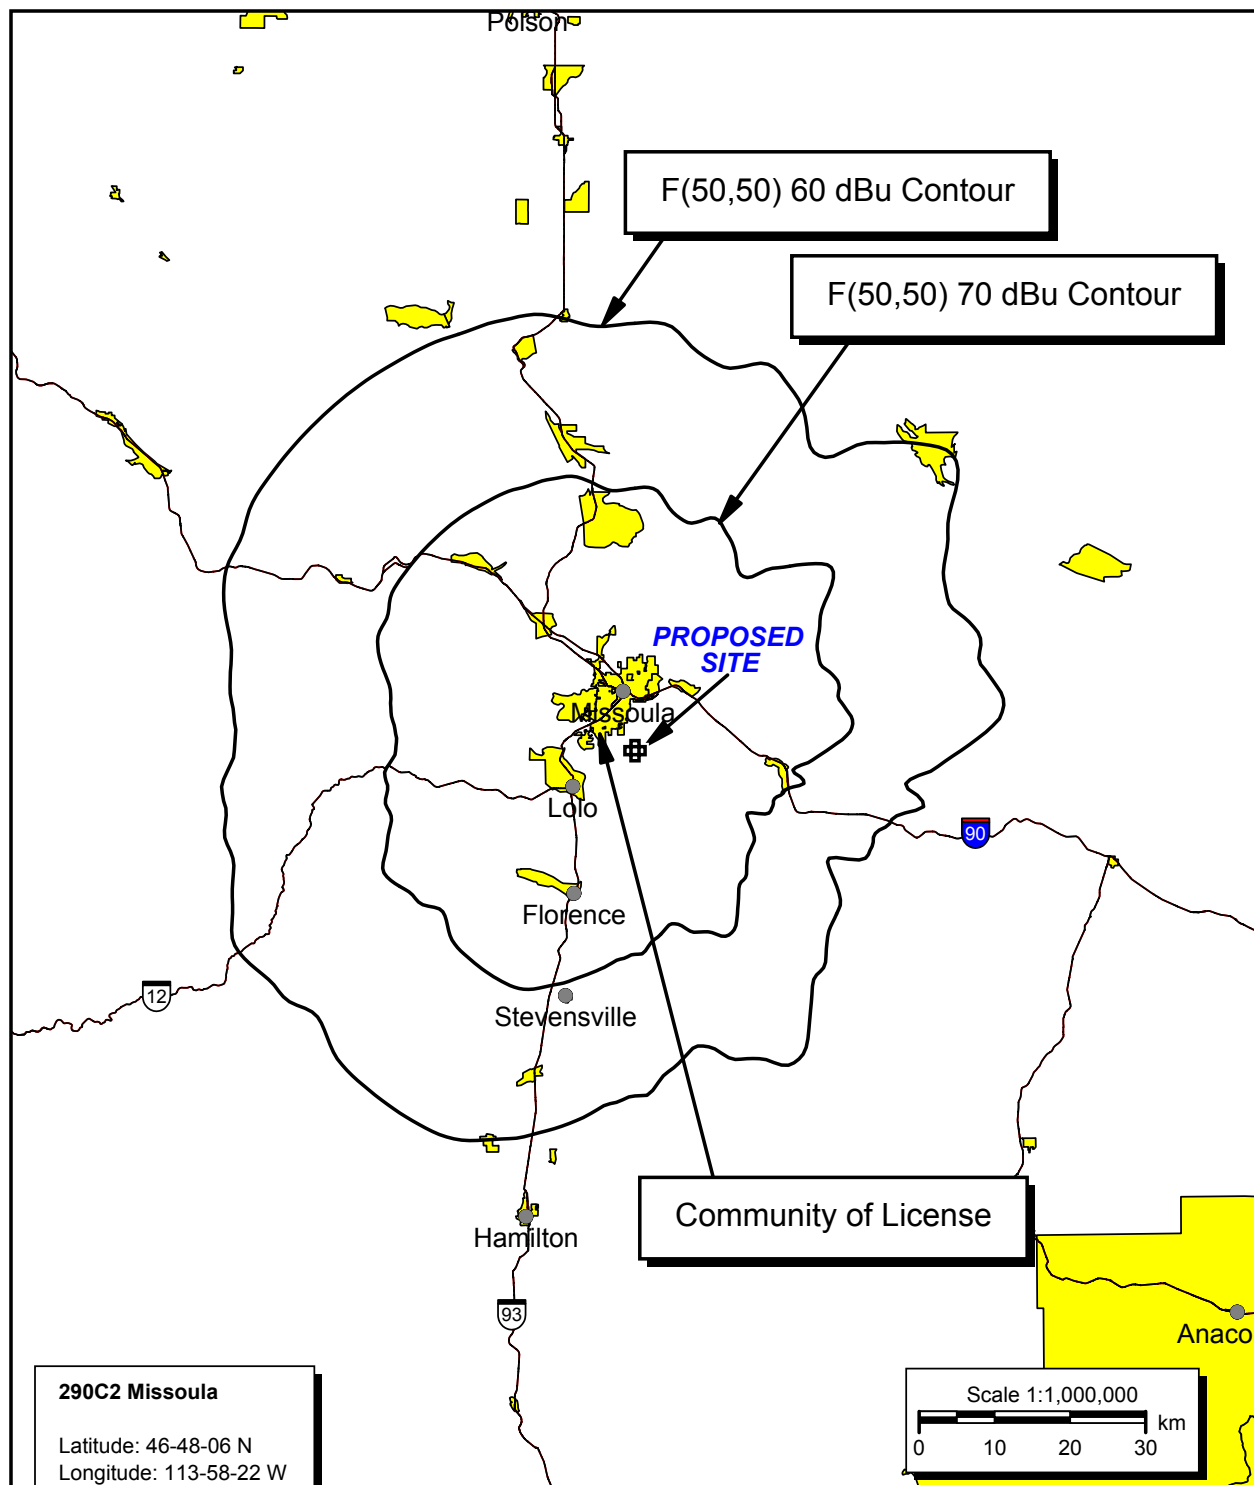 Polson
F(50,50) 60 dBu Contour
F(50,50) 70 dBu Contour
PROPOSED
SITE
Missoula
Lolo
90
Florence
12
Stevensville
Community of License
Hamilton
93
Anaco
290C2 Missoula
Latitude: 46-48-06 N
Longitude: 113-58-22 W
Scale 1:1,000,000
km
0 10 20 30